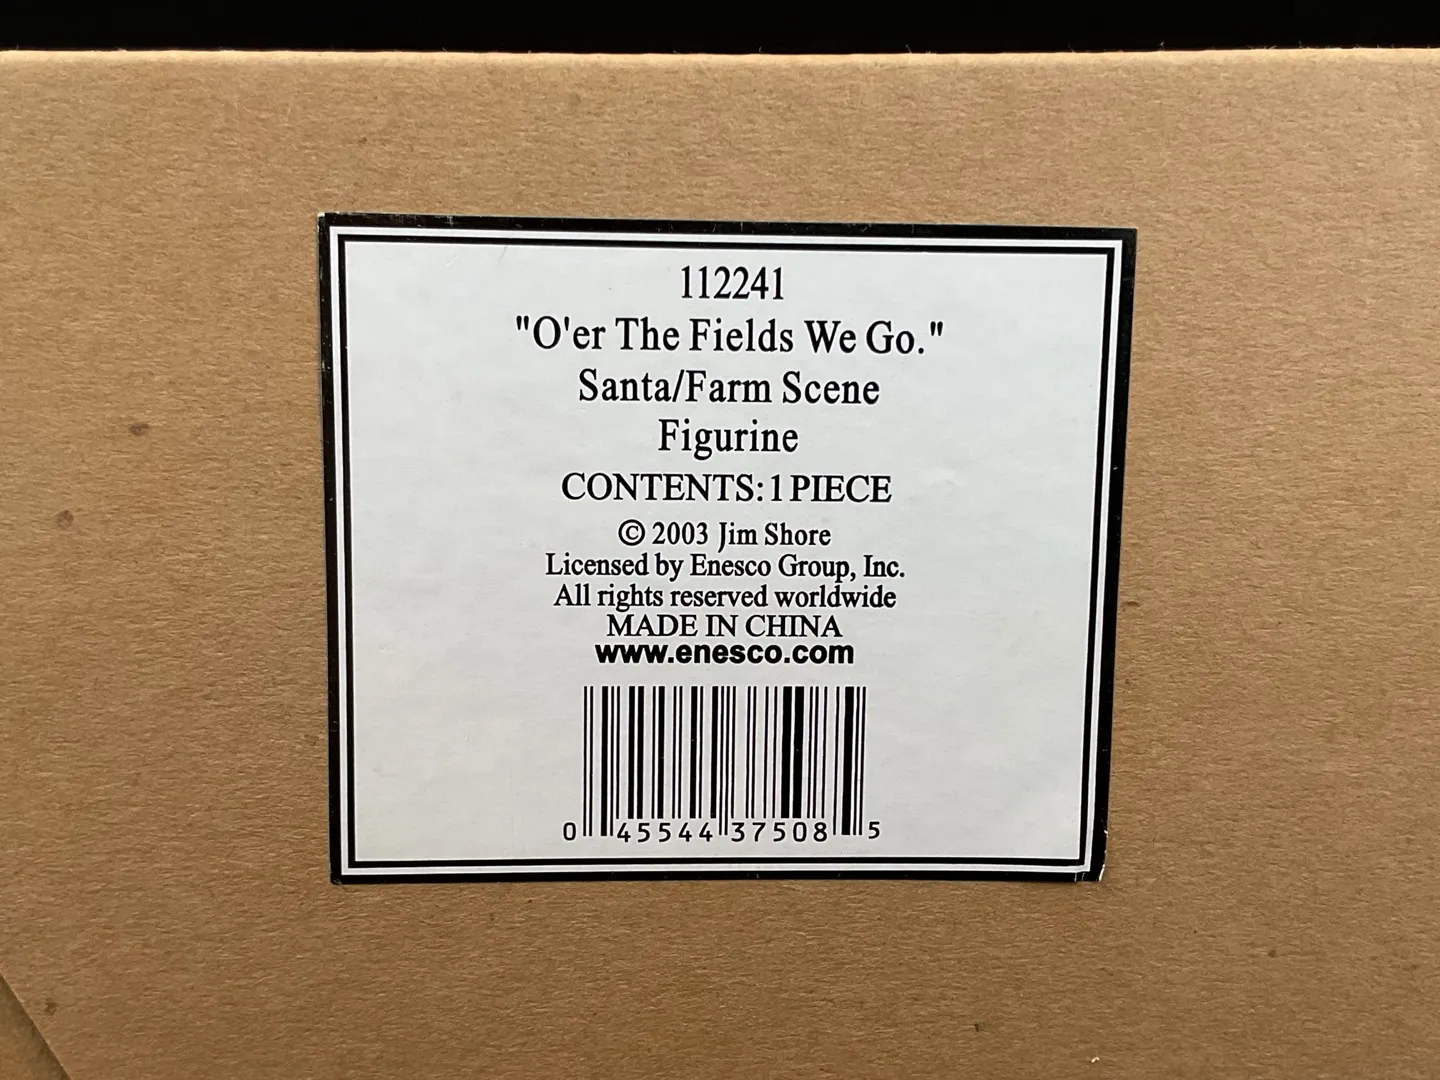 112241
"O'er The Fields We Go."
Santa/Farm Scene
Figurine
CONTENTS: 1 PIECE
© 2003 Jim Shore
Licensed by Enesco Group, Inc.
All rights reserved worldwide
MADE IN CHINA
www.enesco.com
0 45544 37508 5